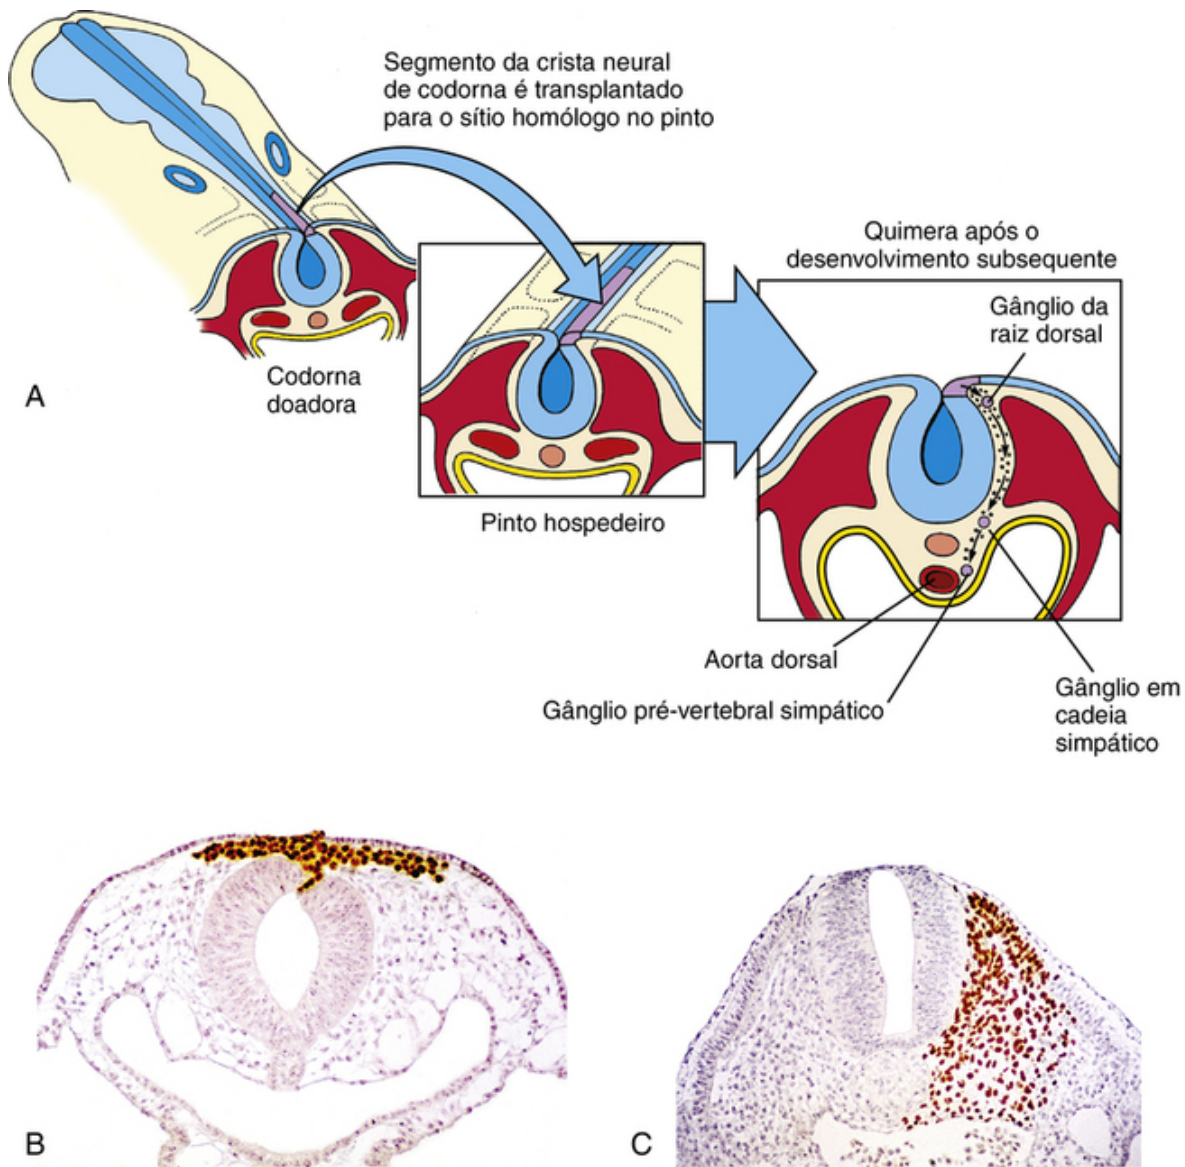 Segmento da crista neural
de codorna é transplantado
para o sítio homólogo no pinto
Quimera após o
desenvolvimento subsequente
Gânglio da
raiz dorsal
A
Codorna
doadora
Pinto hospedeiro
Aorta dorsal
Gânglio pré-vertebral simpático
Gânglio em
cadeia
simpático
B
C